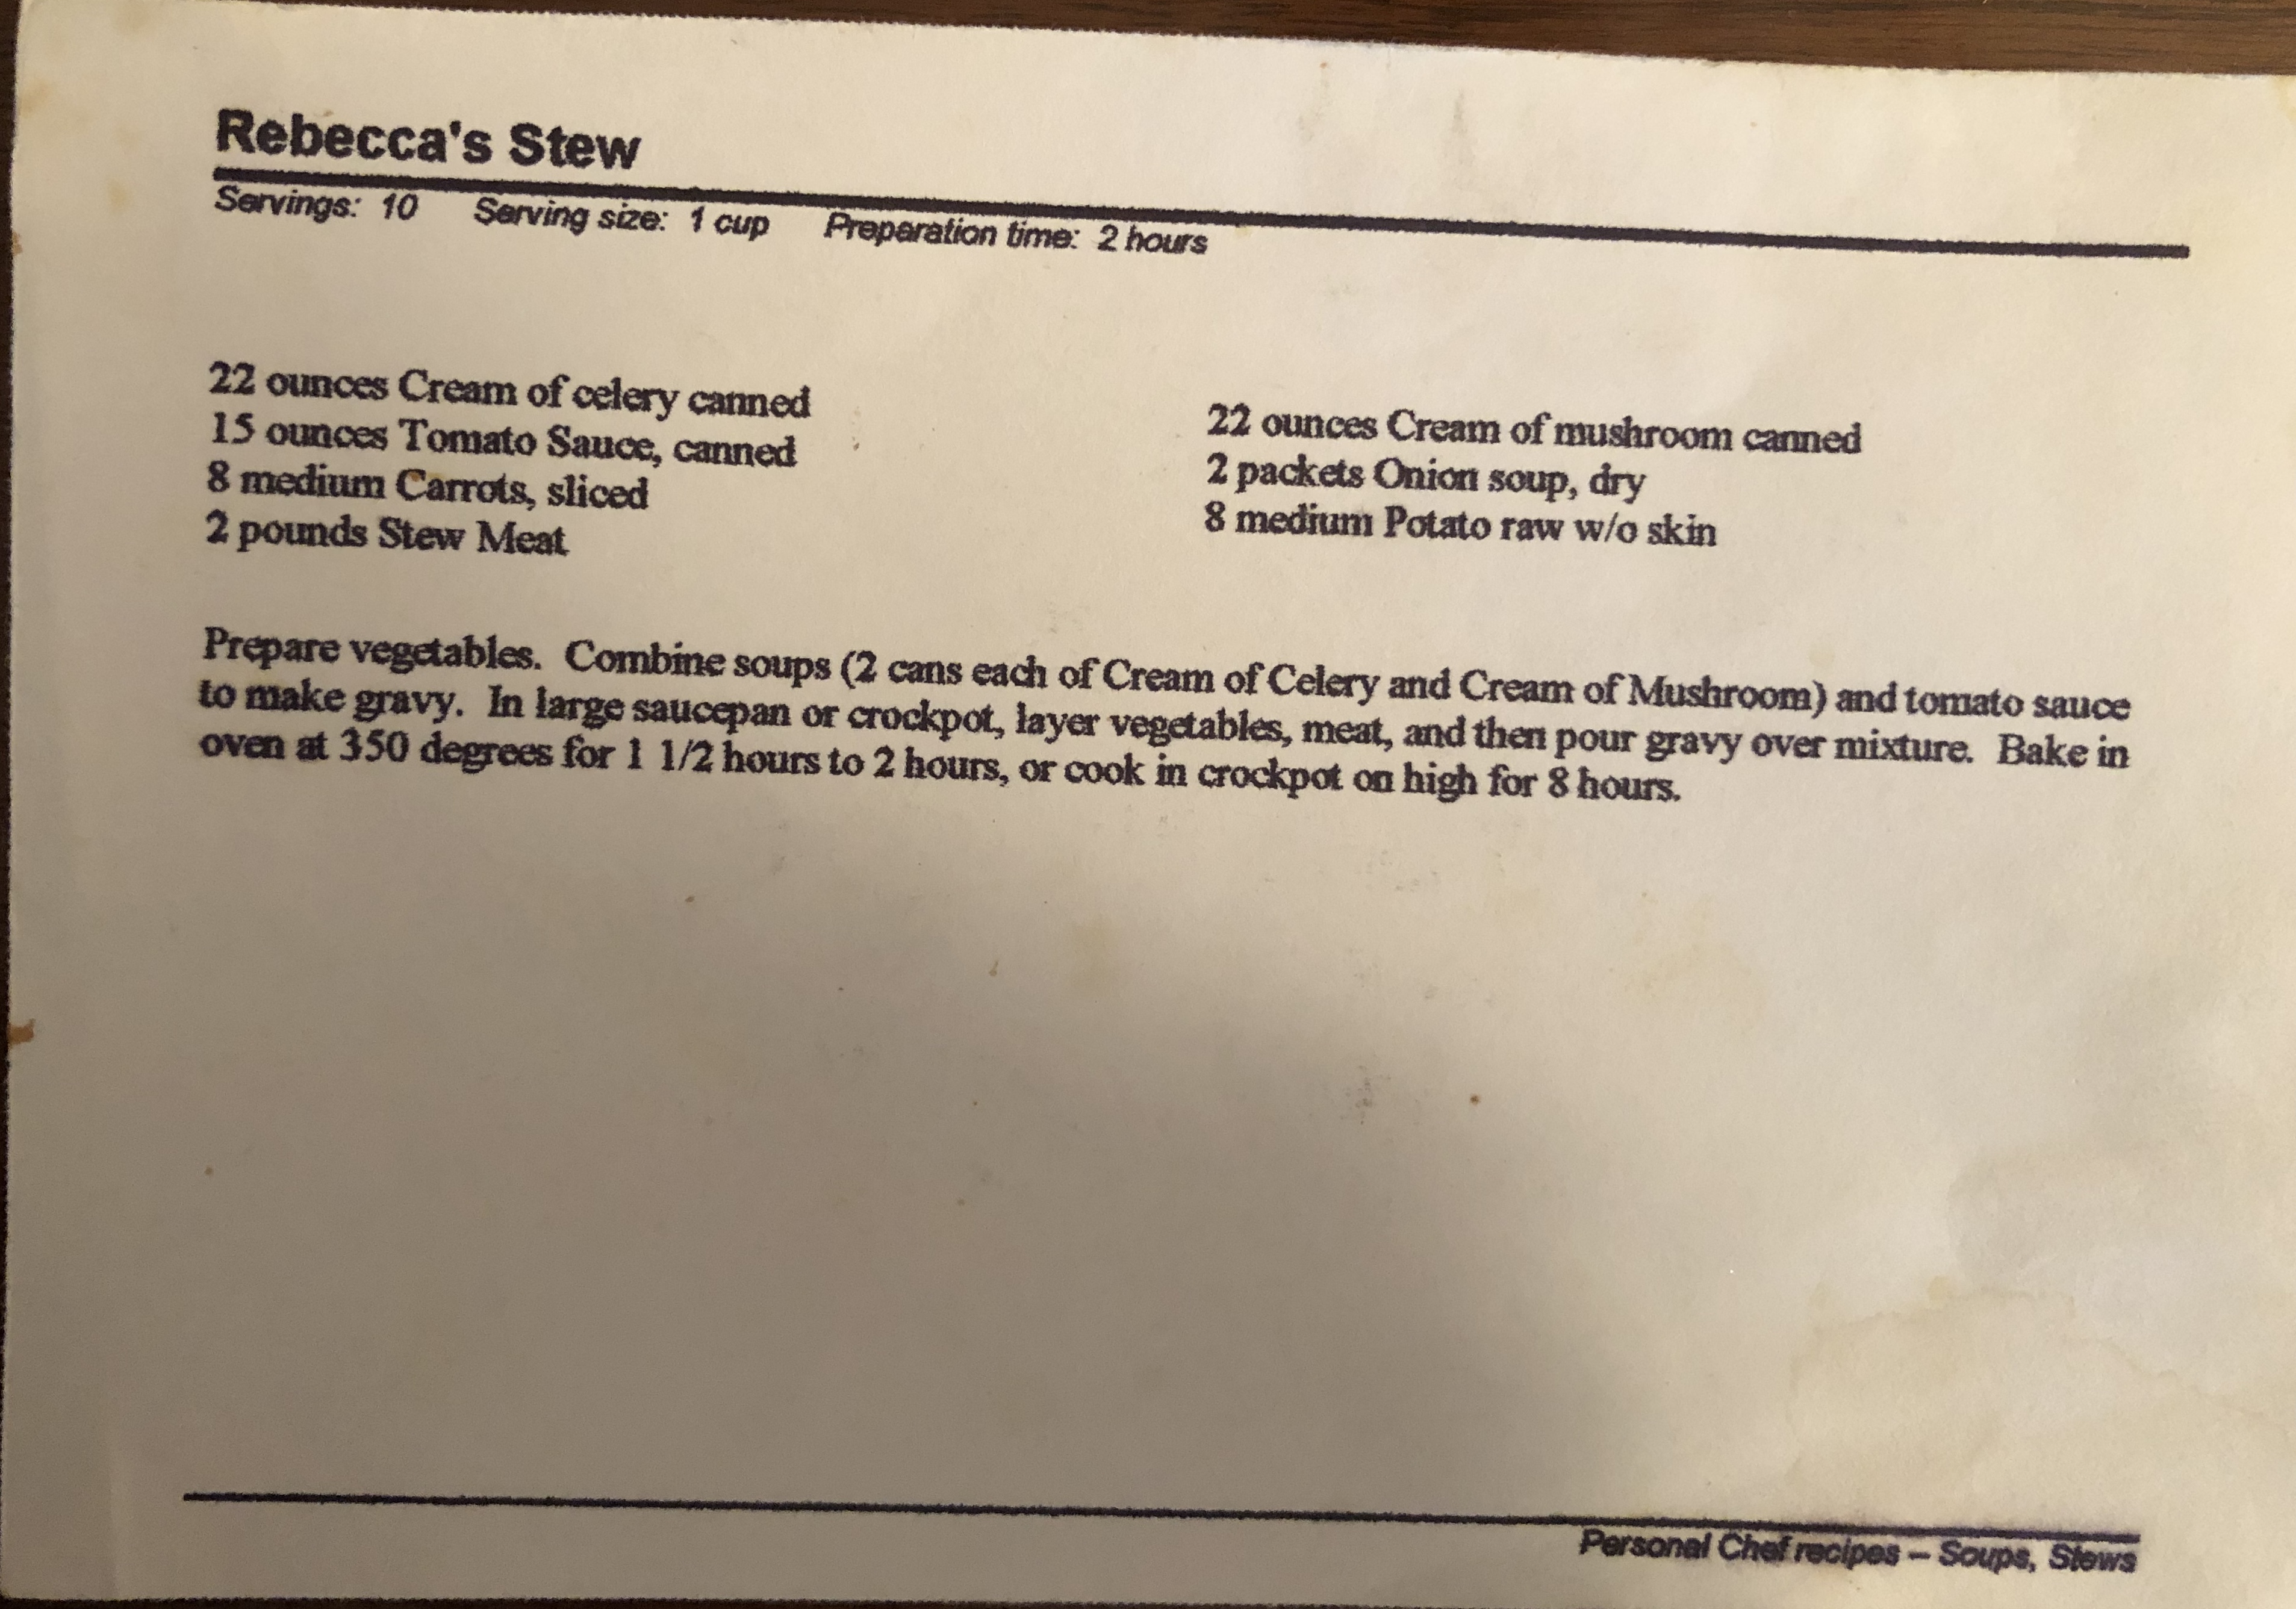 Rebecca's Stew
Servings: 10 Serving size: 1 cup Preparation time: 2 hours
22 ounces Cream of celery canned
15 ounces Tomato Sauce, canned
8 medium Carrots, sliced
2 pounds Stew Meat
22 ounces Cream of mushroom canned
2 packets Onion soup, dry
8 medium Potato raw w/o skin
Prepare vegetables. Combine soups (2 cans each of Cream of Celery and Cream of Mushroom) and tomato sauce
to make gravy. In large saucepan or crockpot, layer vegetables, meat, and then pour gravy over mixture. Bake in
oven at 350 degrees for 1 1/2 hours to 2 hours, or cook in crockpot on high for 8 hours.
Personal Chef recipes – Soups, Stews